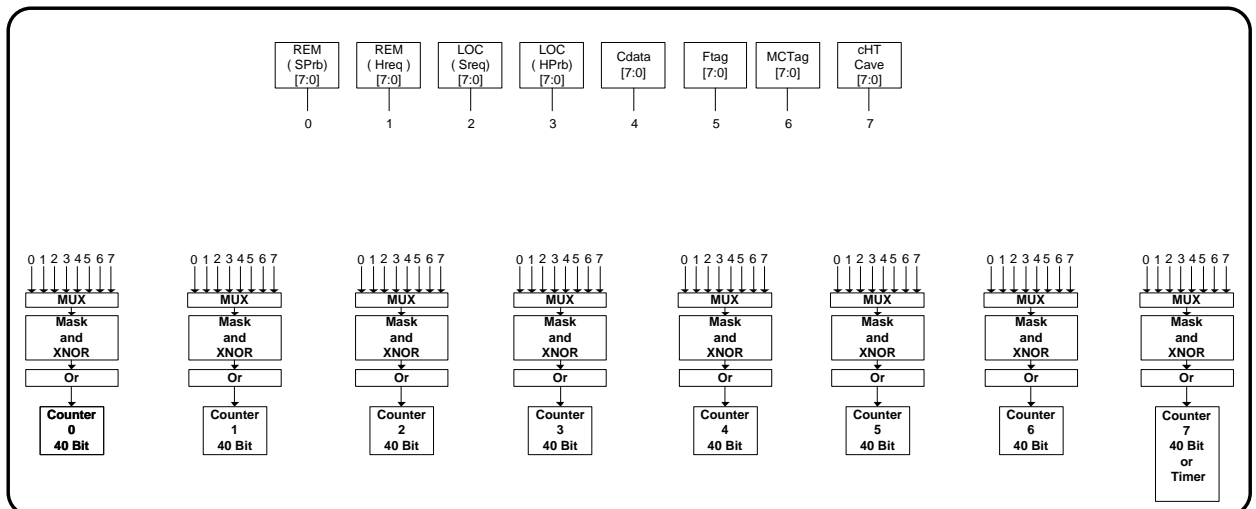 REM
( SPrb)
[7:0]
REM
( Hreq )
[7:0]
LOC
(Sreq)
[7:0]
LOC
( HPrb)
[7:0]
Cdata
[7:0]
Ftag
[7:0]
MCTag
[7:0]
cHT
Cave
[7:0]
0 1 2 3 4 5 6 7
0 1 2 3 4 5 6 7
MUX
Mask
and
XNOR
Or
Counter
0
40 Bit
0 1 2 3 4 5 6 7
MUX
Mask
and
XNOR
Or
Counter
1
40 Bit
0 1 2 3 4 5 6 7
MUX
Mask
and
XNOR
Or
Counter
2
40 Bit
0 1 2 3 4 5 6 7
MUX
Mask
and
XNOR
Or
Counter
3
40 Bit
0 1 2 3 4 5 6 7
MUX
Mask
and
XNOR
Or
Counter
4
40 Bit
0 1 2 3 4 5 6 7
MUX
Mask
and
XNOR
Or
Counter
5
40 Bit
0 1 2 3 4 5 6 7
MUX
Mask
and
XNOR
Or
Counter
6
40 Bit
0 1 2 3 4 5 6 7
MUX
Mask
and
XNOR
Or
Counter
7
40 Bit
or
Timer